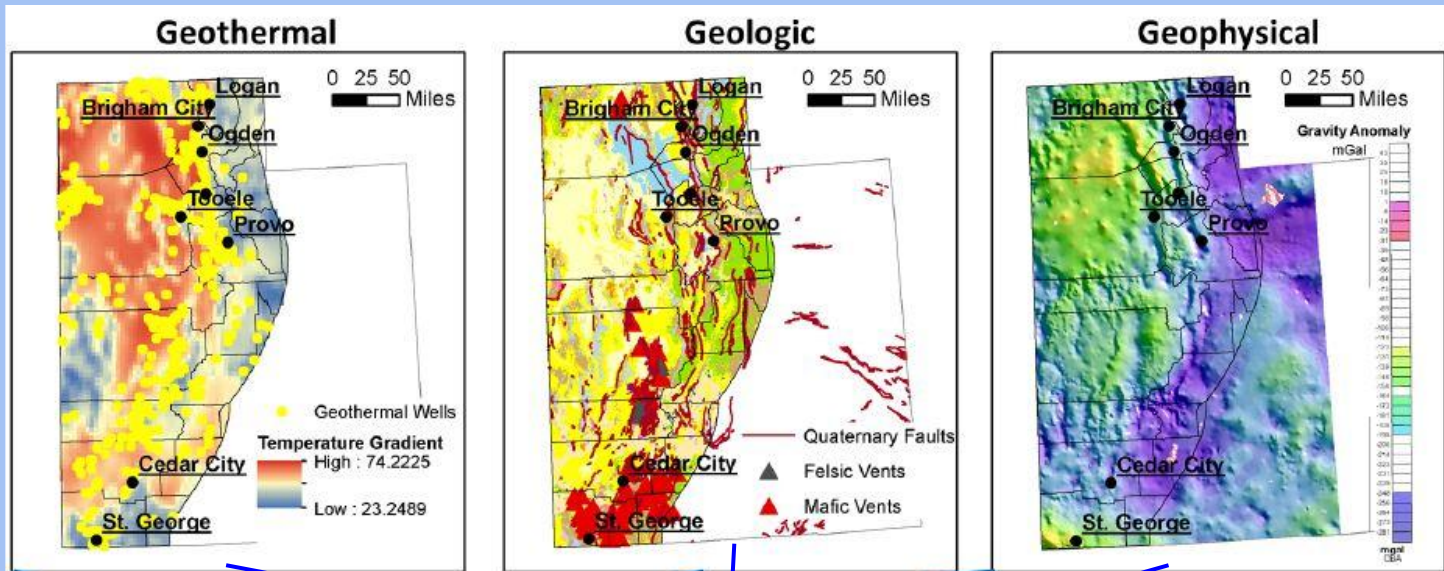 Geothermal
0 25 50
Miles
Logan
Brigham City
Ogden
Tooele
Provo
Geothermal Wells
Temperature Gradient
High : 74.2225
Low : 23.2489
Cedar City
St. George
Geologic
0 25 50
Miles
Logan
Brigham City
Ogden
Tooele
Provo
Quaternary Faults
Felsic Vents
Mafic Vents
Cedar City
St. George
Geophysical
0 25 50
Miles
Logan
Brigham City
Ogden
Tooele
Provo
Gravity Anomaly
mGal
Cedar City
St. George
mgal